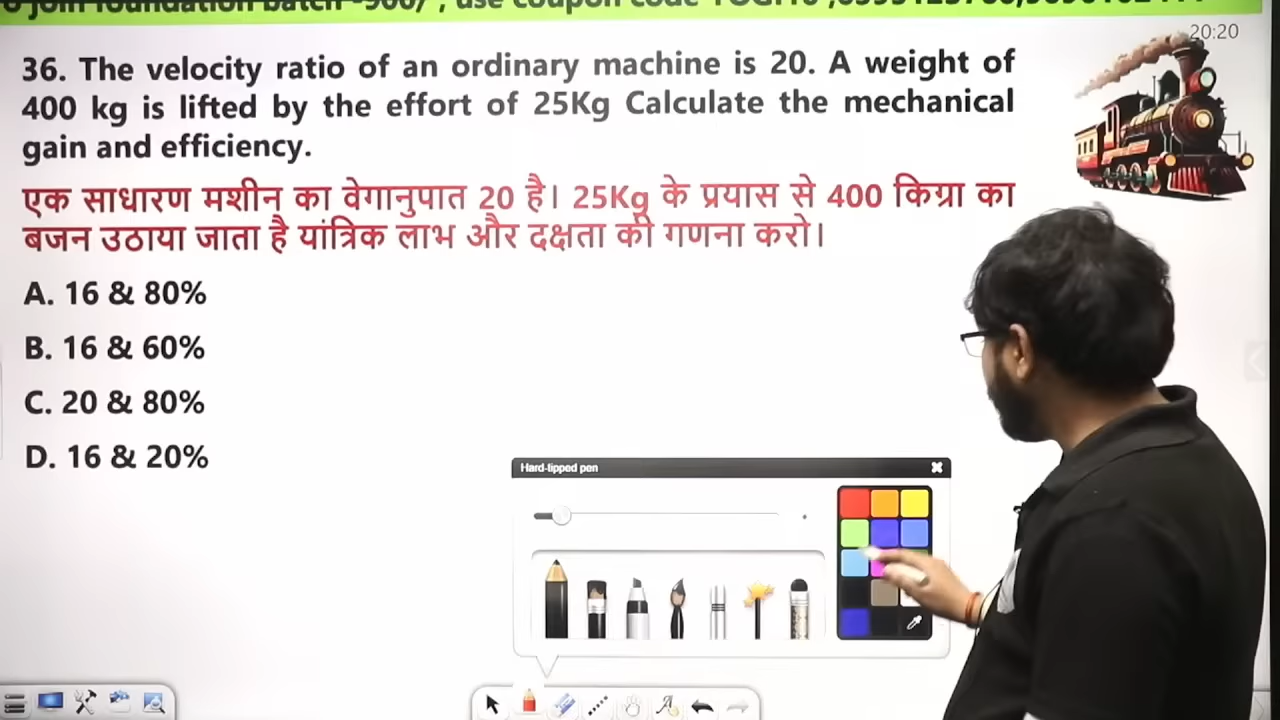 20:20
36. The velocity ratio of an ordinary machine is 20. A weight of
400 kg is lifted by the effort of 25Kg Calculate the mechanical
gain and efficiency.
एक साधारण मशीन का वेगानुपात 20 है। 25Kg के प्रयास से 400 किग्रा का
बजन उठाया जाता है यांत्रिक लाभ और दक्षता की गणना करो।
A. 16 & 80%
B. 16 & 60%
C. 20 & 80%
D. 16 & 20%
Hard-tipped pen